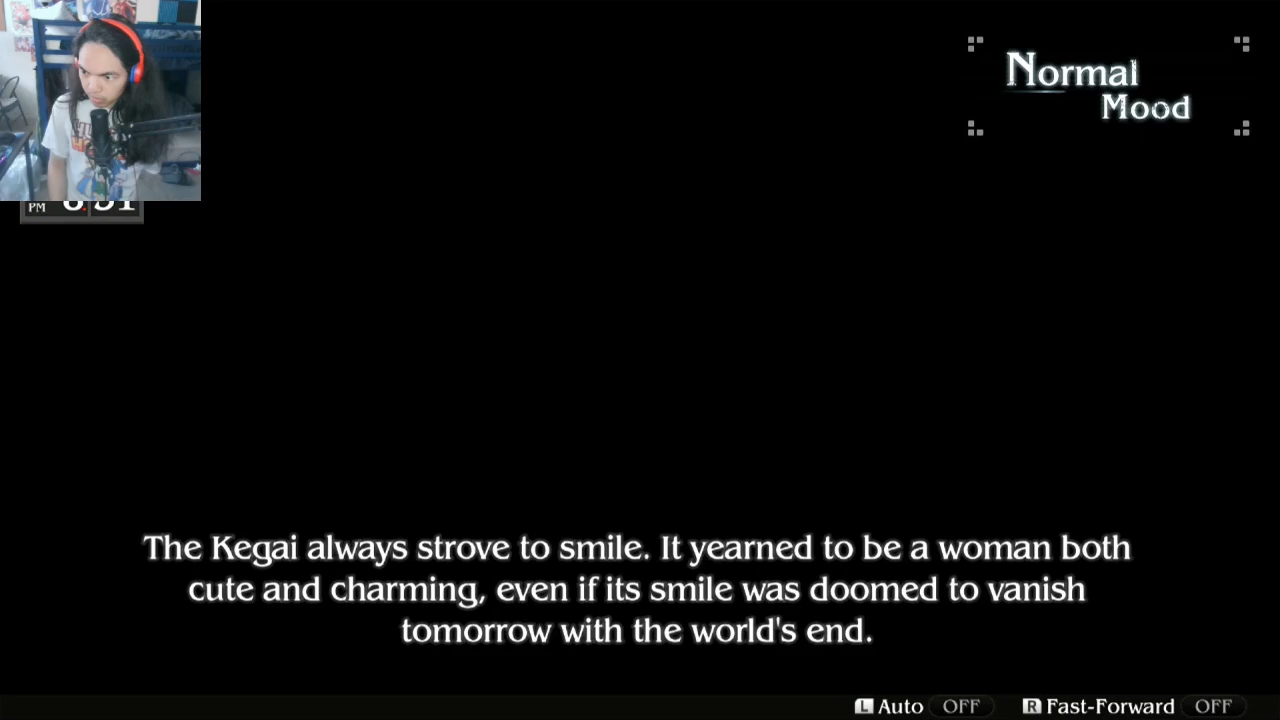 Normal
Mood
PM
The Kegai always strove to smile. It yearned to be a woman both
cute and charming, even if its smile was doomed to vanish
tomorrow with the world's end.
L Auto OFF R Fast-Forward OFF